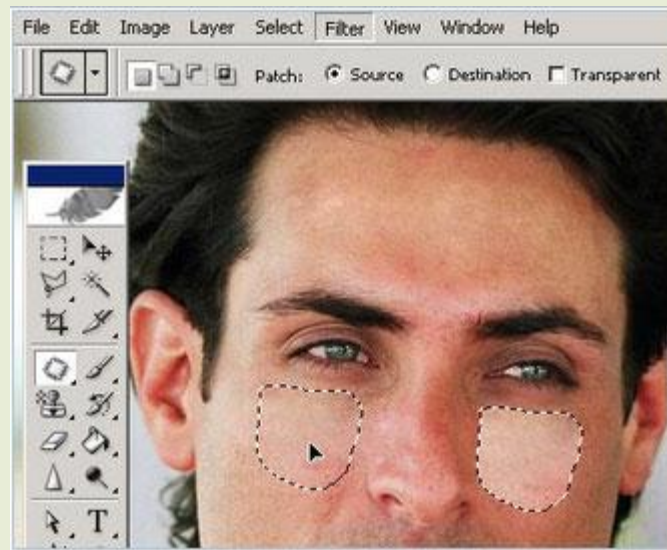 File Edit Image Layer Select Filter View Window Help
Patch: Source Destination Transparent
T